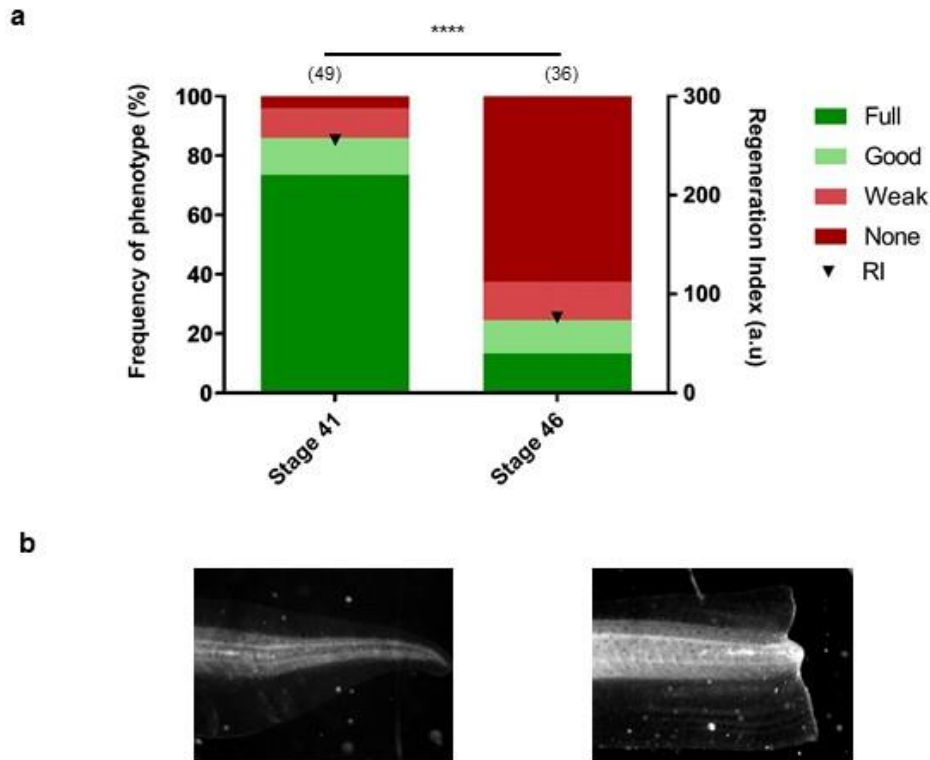 a
****
(49)
(36)
Frequency of phenotype (%)
100
80
60
40
20
0
Stage 41
Stage 46
300
200
100
0
Regeneration Index (a.u)
Full
Good
Weak
None
▼ RI
b